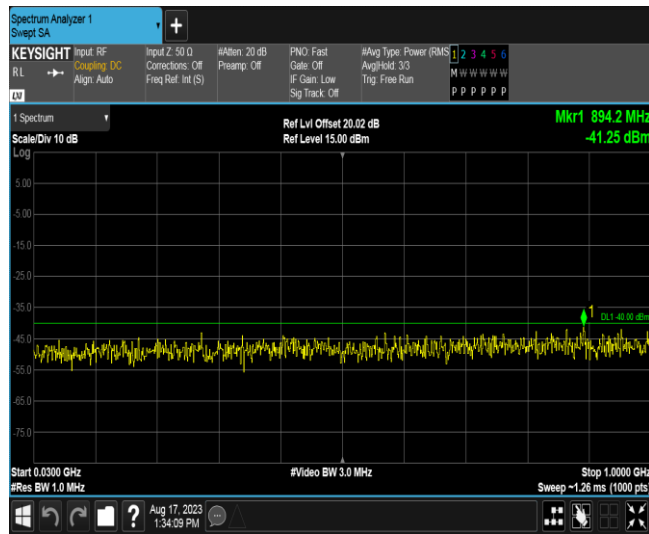 Spectrum Analyzer 1
Swept SA
+
KEYSIGHT Input: RF Input Z: 50 Ω #Atten: 20 dB PNO: Fast #Avg Type: Power (RMS 1 2 3 4 5 6
RL Coupling: DC Corrections: Off Preamp: Off Gate: Off Avg|Hold: 3/3 M W W W W W
Align: Auto Freq Ref: Int (S) IF Gain: Low Trig: Free Run
LXI Sig Track: Off P P P P P P
1 Spectrum Ref Lvl Offset 20.02 dB Mkr1 894.2 MHz
Scale/Div 10 dB Ref Level 15.00 dBm -41.25 dBm
Log
5.00
-5.00
-15.0
-25.0
-35.0
1
DL1 -40.00 dBm
-45.0
-55.0
-65.0
-75.0
Start 0.0300 GHz #Video BW 3.0 MHz Stop 1.0000 GHz
#Res BW 1.0 MHz Sweep ~1.26 ms (1000 pts
? Aug 17, 2023
1:34:09 PM